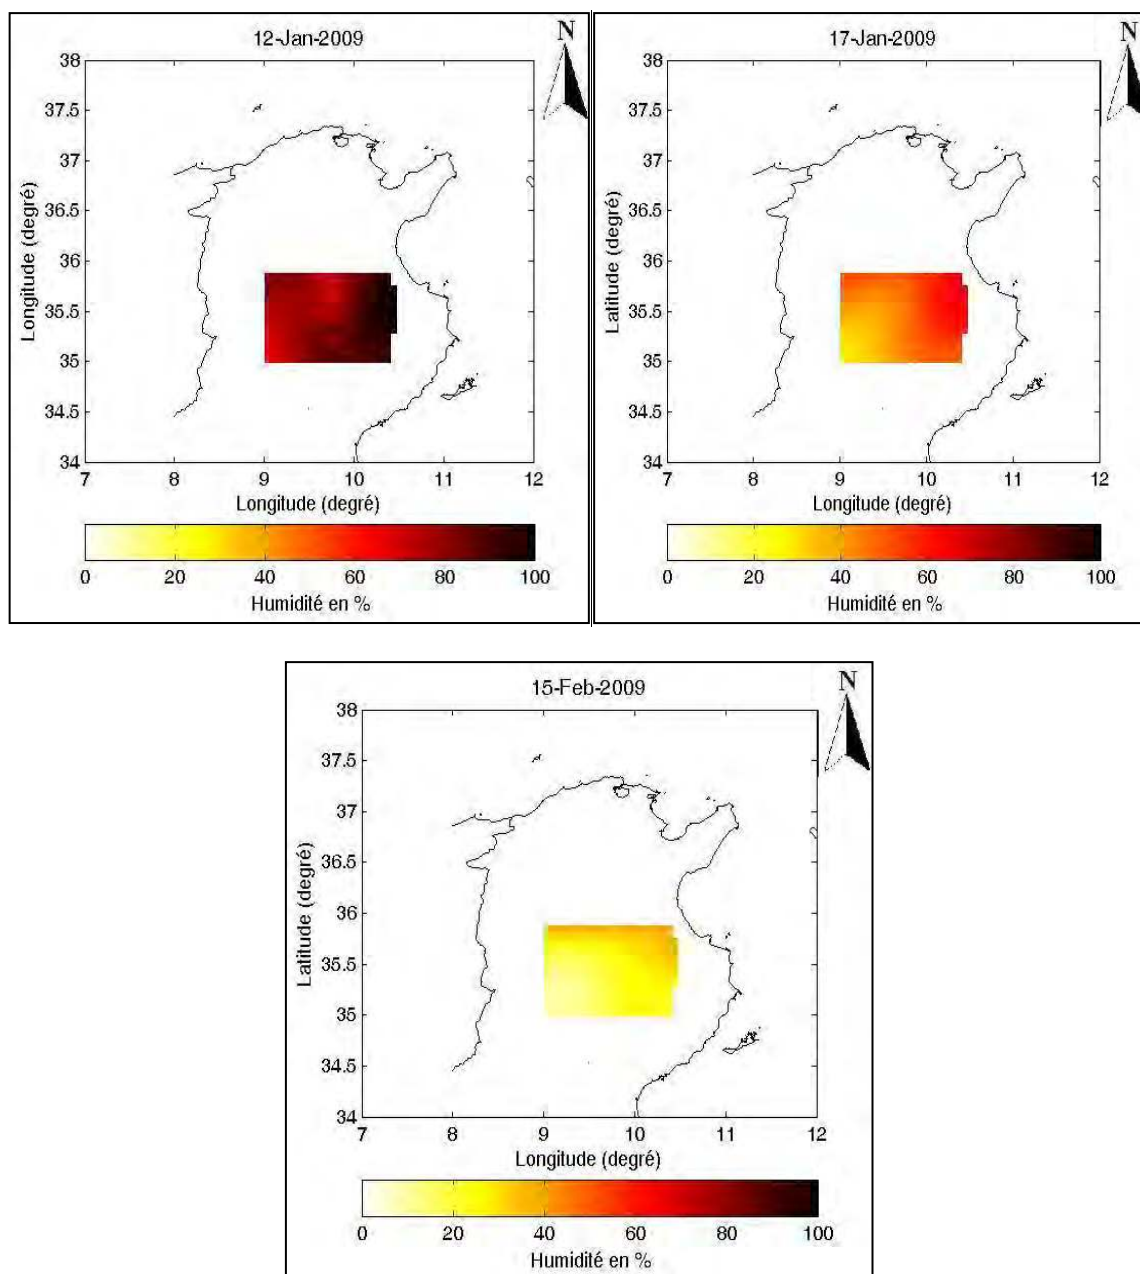 12-Jan-2009
N
38
37.5
37
36.5
36
35.5
35
34.5
34
Longitude (degré)
7 8 9 10 11 12
Longitude (degré)
0 20 40 60 80 100
Humidité en %
17-Jan-2009
N
38
37.5
37
36.5
36
35.5
35
34.5
34
Latitude (degré)
7 8 9 10 11 12
Longitude (degré)
0 20 40 60 80 100
Humidité en %
15-Feb-2009
N
38
37.5
37
36.5
36
35.5
35
34.5
34
Latitude (degré)
7 8 9 10 11 12
Longitude (degré)
0 20 40 60 80 100
Humidité en %